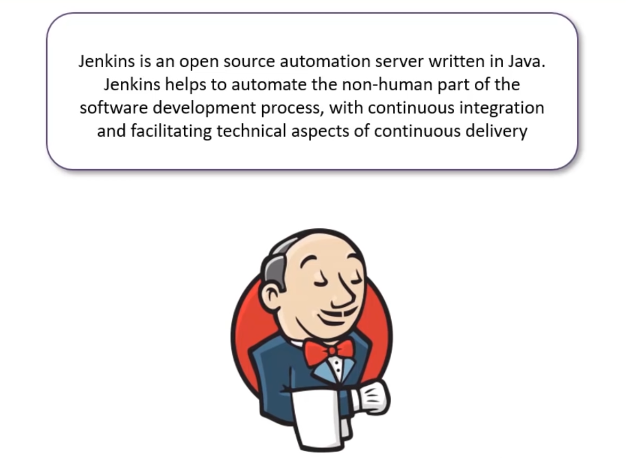 Jenkins is an open source automation server written in Java.
Jenkins helps to automate the non-human part of the
software development process, with continuous integration
and facilitating technical aspects of continuous delivery